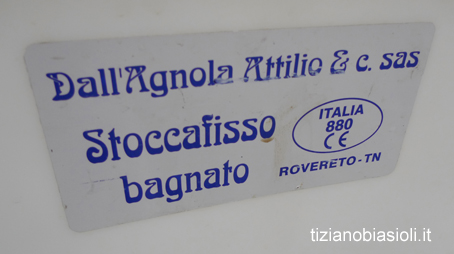 Dall'Agnola Attilio & c. sas
Stoccafisso
bagnato
ITALIA
880
CE
ROVERETO-TN
tizianobiasioli.it